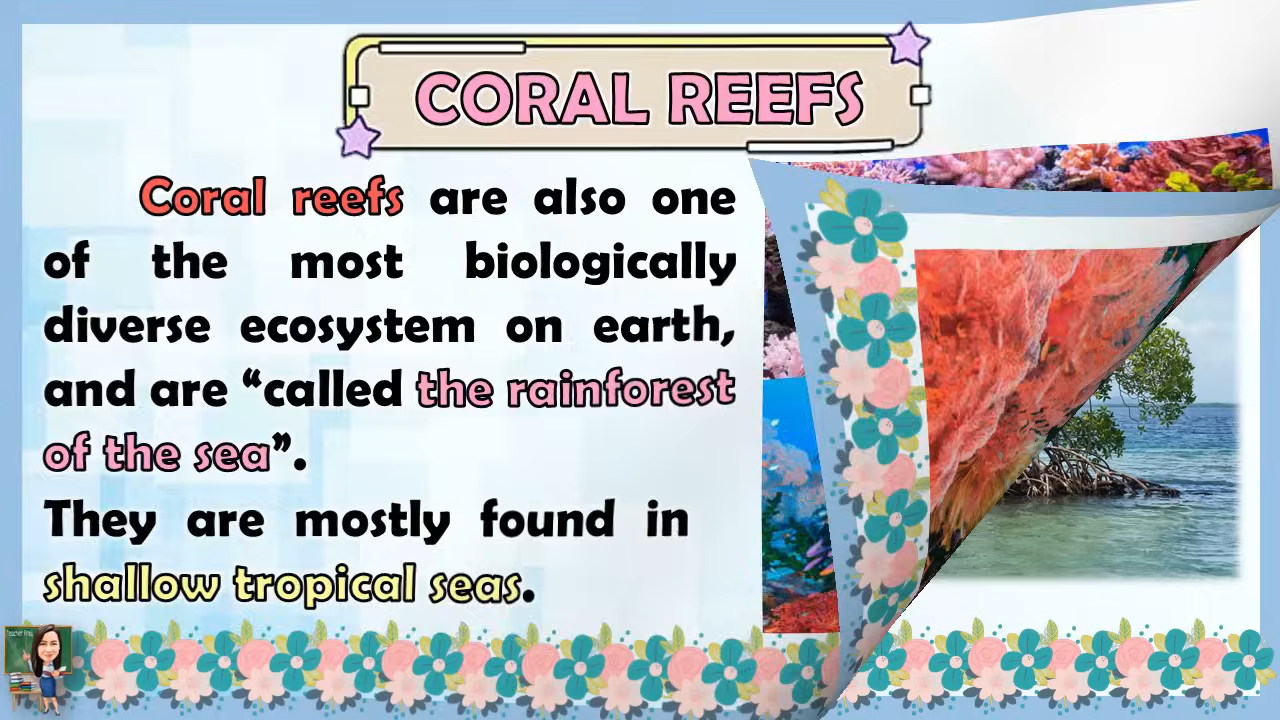 CORAL REEFS
Coral reefs are also one
of the most biologically
diverse ecosystem on earth,
and are “called the rainforest
of the sea”.
They are mostly found in
shallow tropical seas.